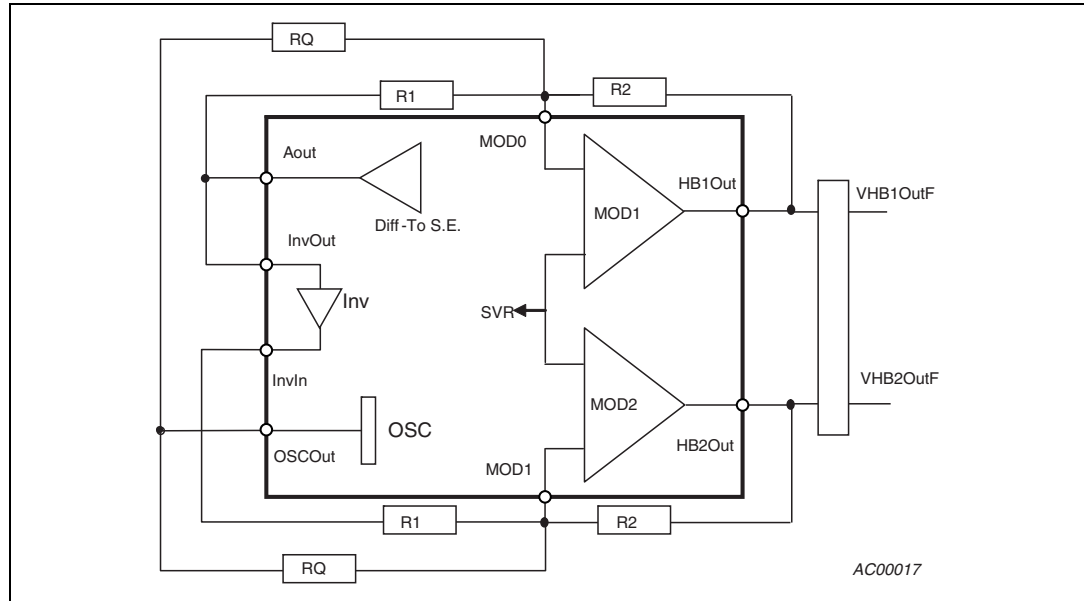 RQ
R1
R2
MOD0
Aout
HB1Out
VHB1OutF
MOD1
Diff-To S.E.
InvOut
Inv
SVR
InvIn
VHB2OutF
MOD2
OSC
OSCOut
HB2Out
MOD1
R1
R2
RQ
AC00017